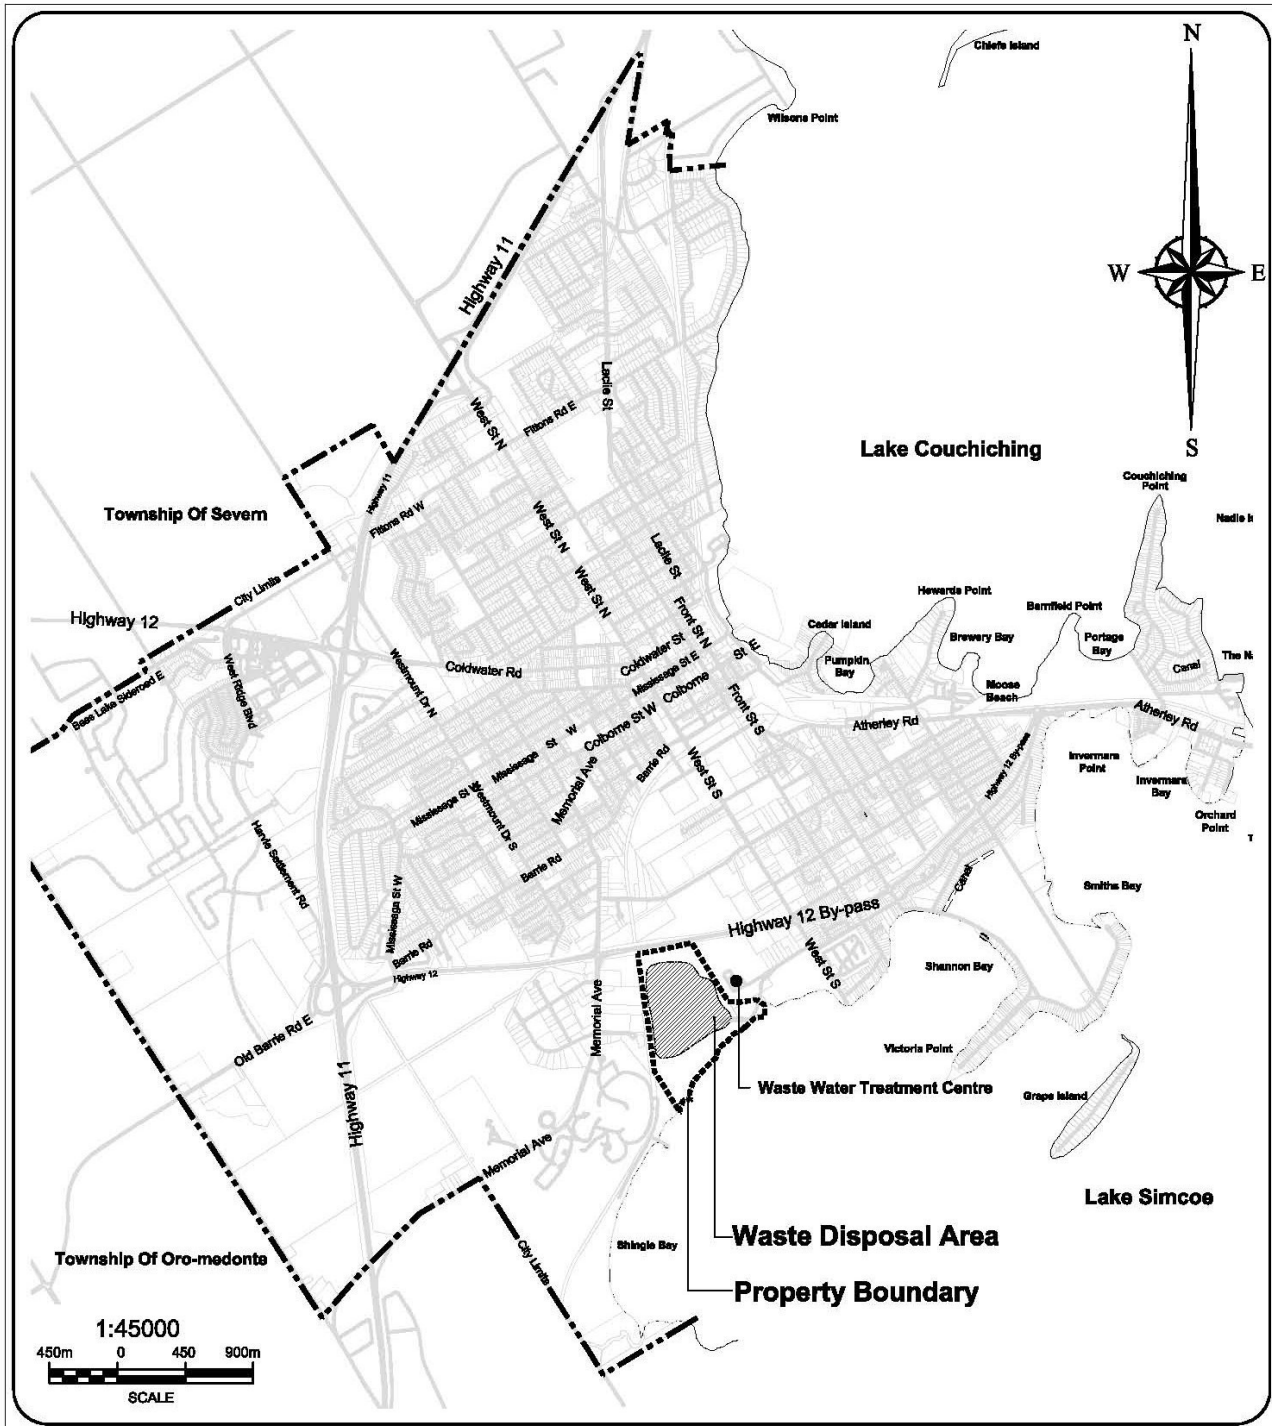 Chiefs Island
N
Wilsons Point
W
E
Highway 11
S
Laclie St
West St N
Fittons Rd E
Lake Couchiching
Couchiching
Point
Highway 11
Township Of Severn
Fittons Rd W
West St N
Laclie St
City Limits
West St N
Highway 12
Front St N
Hewards Point
Barnfield Point
Cedar Island
Brewery Bay
Portage
Bay
Coldwater St
St E
Pumpkin
Bay
The
Canal
Westmount Dr N
Coldwater Rd
Mississaga St E
Colborne
Moose
Beach
West Ridge Blvd
Bass Lake Sideroad E
Front St S
Atherley Rd
Atherley Rd
Colborne St W
Mississaga St W
Barrie Rd
West St S
Highway 12 By-pass
Invermara
Point
Invermara
Bay
Memorial Ave
Mississaga St W
Westmount Dr S
Orchard
Point
Harvie Settlement Rd
Barrie Rd
Canal
Smiths Bay
Mississaga St W
Highway 12 By-pass
Barrie Rd
West St S
Highway 12
Shannon Bay
Memorial Ave
Old Barrie Rd E
Victoria Point
Waste Water Treatment Centre
Grape Island
Highway 11
Memorial Ave
Lake Simcoe
Waste Disposal Area
Shingle Bay
City Limits
Township Of Oro-medonte
Property Boundary
1:45000
450m 0 450 900m
SCALE